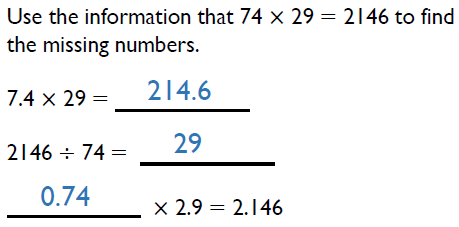 Use the information that 74 × 29 = 2146 to find
the missing numbers.
7.4 × 29 = 214.6
2146 ÷ 74 = 29
0.74 × 2.9 = 2.146